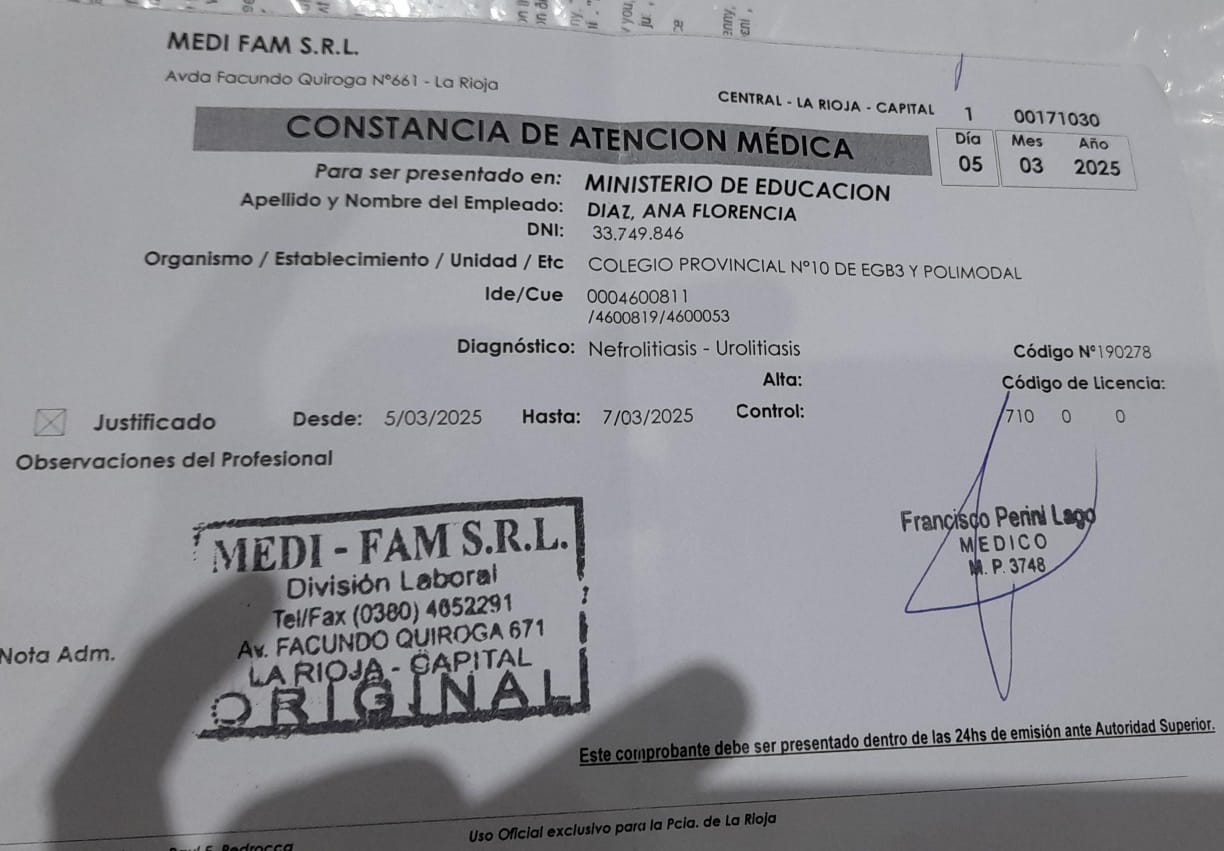 MEDI FAM S.R.L.
Avda Facundo Quiroga Nº661 - La Rioja
CENTRAL - LA RIOJA - CAPITAL 1 00171030
CONSTANCIA DE ATENCION MÉDICA
Día Mes Año
05 03 2025
Para ser presentado en: MINISTERIO DE EDUCACION
Apellido y Nombre del Empleado: DIAZ, ANA FLORENCIA
DNI: 33.749.846
Organismo / Establecimiento / Unidad / Etc COLEGIO PROVINCIAL Nº10 DE EGB3 Y POLIMODAL
Ide/Cue 0004600811
/4600819/4600053
Diagnóstico: Nefrolitiasis - Urolitiasis Código Nº190278
Alta: Código de Licencia:
Justificado Desde: 5/03/2025 Hasta: 7/03/2025 Control: 710 0 0
Observaciones del Profesional
MEDI - FAM S.R.L.
División Laboral
Tel/Fax (0380) 4652291
Av. FACUNDO QUIROGA 671
LA RIOJA - CAPITAL
ORIGINAL
Francisco Perini Lago
MEDICO
M. P. 3748
Nota Adm.
Este comprobante debe ser presentado dentro de las 24hs de emisión ante Autoridad Superior.
Uso Oficial exclusivo para la Pcia. de La Rioja